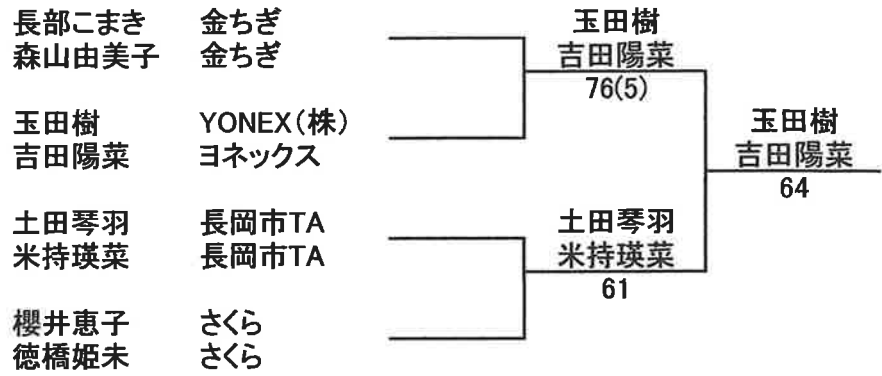 長部こまき 金ちぎ
森山由美子 金ちぎ
玉田樹 YONEX(株)
吉田陽菜 ヨネックス
土田琴羽 長岡市TA
米持瑛菜 長岡市TA
櫻井恵子 さくら
徳橋姫未 さくら
玉田樹
吉田陽菜
76(5)
土田琴羽
米持瑛菜
61
玉田樹
吉田陽菜
64